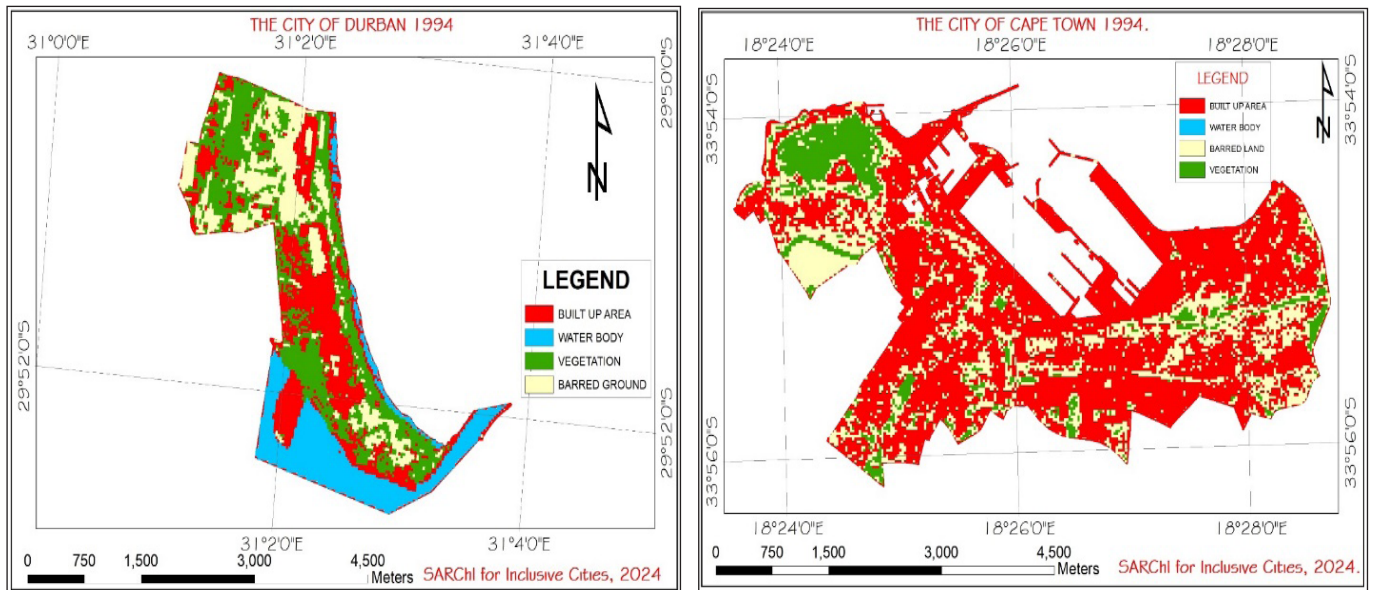 THE CITY OF DURBAN 1994
31°0'0"E 31°2'0"E 31°4'0"E
29°50'0"S
29°52'0"S
29°52'0"S
N
LEGEND
BUILT UP AREA
WATER BODY
VEGETATION
BARRED GROUND
31°2'0"E 31°4'0"E
0 750 1,500 3,000 4,500
Meters
SARChI for Inclusive Cities, 2024
THE CITY OF CAPE TOWN 1994.
18°24'0"E 18°26'0"E 18°28'0"E
33°54'0"S
33°54'0"S
N
LEGEND
BUILT UP AREA
WATER BODY
BARRED LAND
VEGETATION
33°56'0"S
33°56'0"S
18°24'0"E 18°26'0"E 18°28'0"E
0 750 1,500 3,000 4,500
Meters
SARChI for Inclusive Cities, 2024.